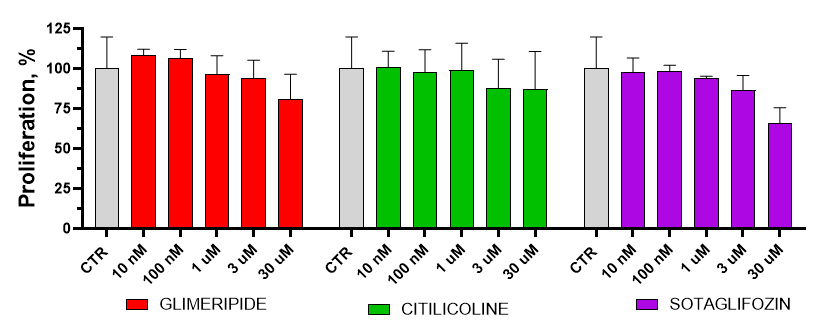 Proliferation, %
125
100
75
50
25
0
CTR 10 nM 100 nM 1 uM 3 uM 30 uM CTR 10 nM 100 nM 1 uM 3 uM 30 uM CTR 10 nM 100 nM 1 uM 3 uM 30 uM
GLIMERIPIDE CITILICOLINE SOTAGLIFOZIN